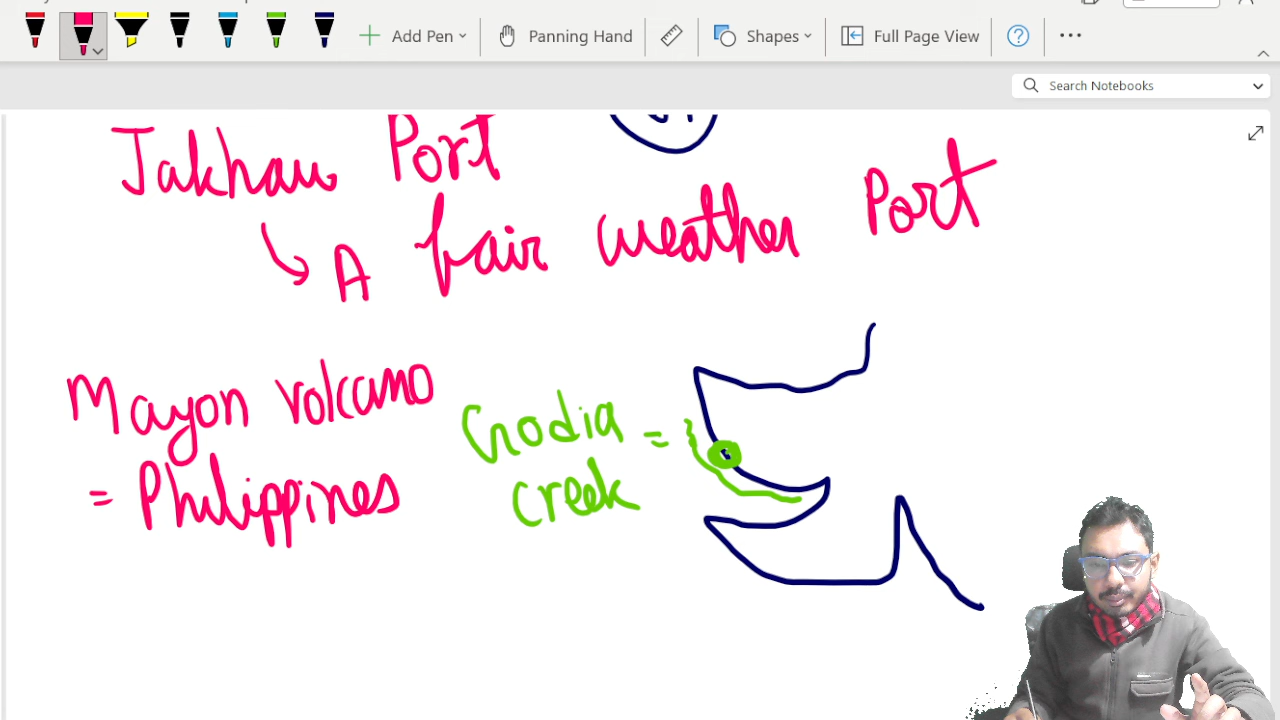 Add Pen
Panning Hand
Shapes
Full Page View
Search Notebooks
Jakhau Port
A fair weather Port
Mayon Volcano
= Philippines
Godia =
creek